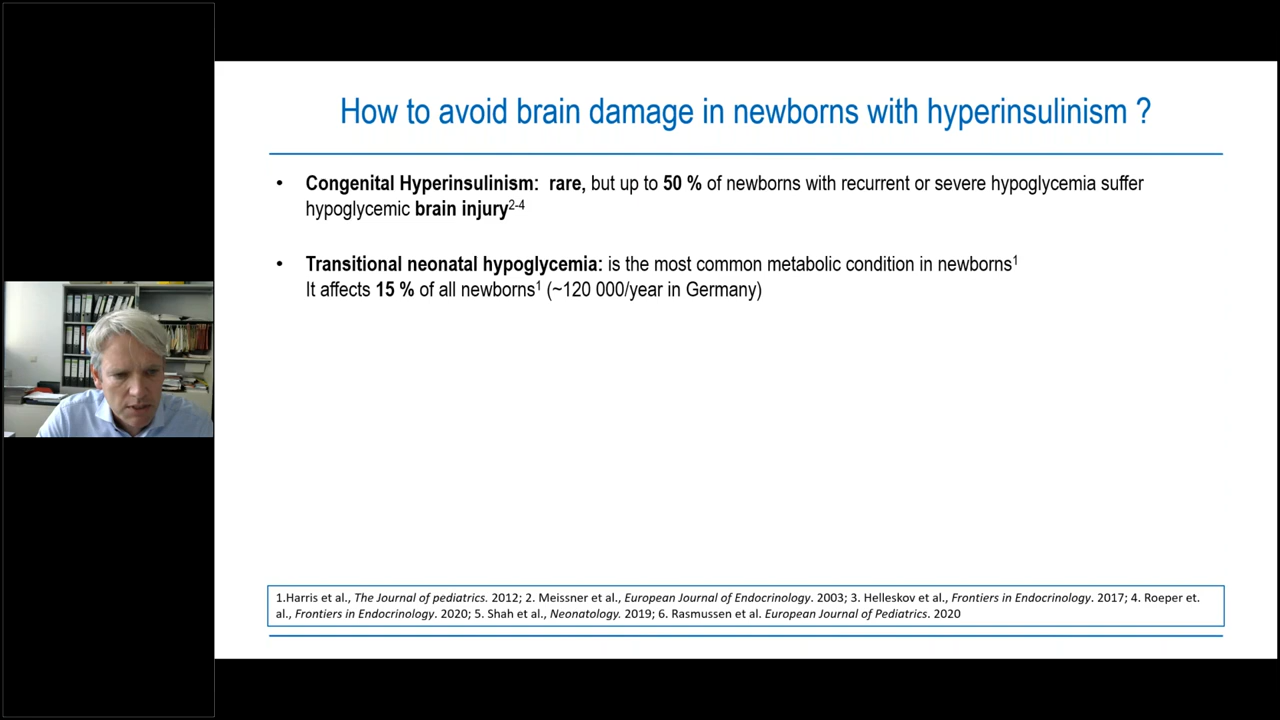 How to avoid brain damage in newborns with hyperinsulinism ?
• Congenital Hyperinsulinism: rare, but up to 50 % of newborns with recurrent or severe hypoglycemia suffer
hypoglycemic brain injury2-4
• Transitional neonatal hypoglycemia: is the most common metabolic condition in newborns1
It affects 15 % of all newborns1 (~120 000/year in Germany)
1.Harris et al., The Journal of pediatrics. 2012; 2. Meissner et al., European Journal of Endocrinology. 2003; 3. Helleskov et al., Frontiers in Endocrinology. 2017; 4. Roeper et.
al., Frontiers in Endocrinology. 2020; 5. Shah et al., Neonatology. 2019; 6. Rasmussen et al. European Journal of Pediatrics. 2020